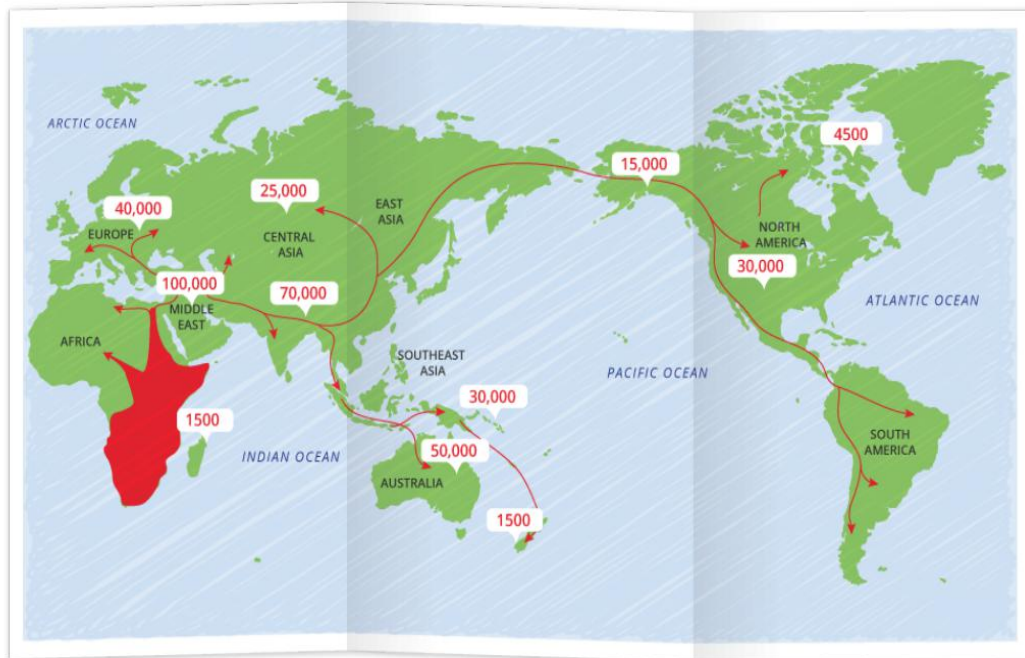 ARCTIC OCEAN
4500
15,000
25,000
40,000
EAST
ASIA
EUROPE
CENTRAL
ASIA
NORTH
AMERICA
30,000
100,000
70,000
MIDDLE
EAST
ATLANTIC OCEAN
AFRICA
SOUTHEAST
ASIA
PACIFIC OCEAN
30,000
1500
INDIAN OCEAN
50,000
AUSTRALIA
SOUTH
AMERICA
1500